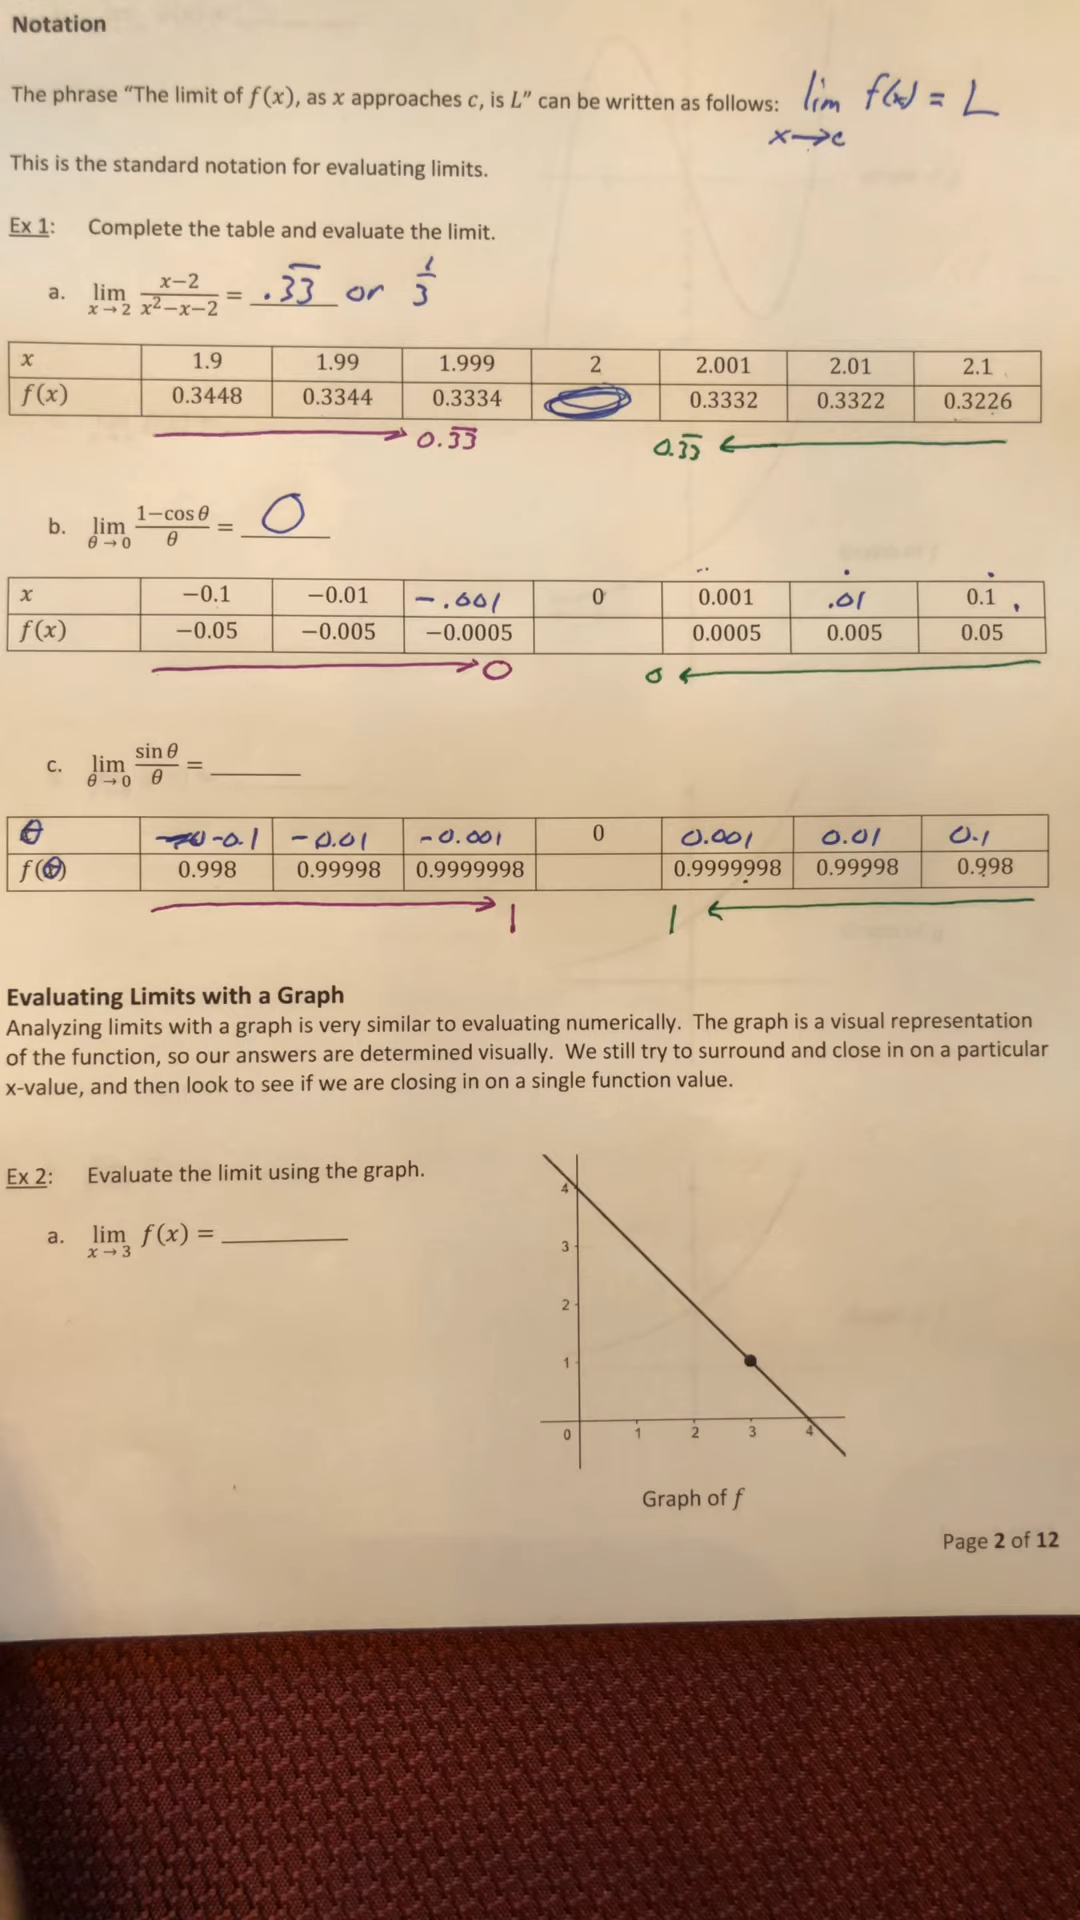 Notation
The phrase “The limit of f(x), as x approaches c, is L” can be written as follows: lim x→c f(x) = L
This is the standard notation for evaluating limits.
Ex 1: Complete the table and evaluate the limit.
a. lim x→2 (x−2)/(x²−x−2) = .3̅3̅ or 1/3
x 1.9 1.99 1.999 2 2.001 2.01 2.1
f(x) 0.3448 0.3344 0.3334 0.3332 0.3322 0.3226
0.3̅3̅ 0.3̅3̅
b. lim θ→0 (1−cos θ)/θ = 0
x −0.1 −0.01 −.001 0 0.001 .01 0.1
f(x) −0.05 −0.005 −0.0005 0.0005 0.005 0.05
0 0
c. lim θ→0 sin θ/θ = ______
θ -0.1 -0.01 -0.001 0 0.001 0.01 0.1
f(θ) 0.998 0.99998 0.9999998 0.9999998 0.99998 0.998
1 1
Evaluating Limits with a Graph
Analyzing limits with a graph is very similar to evaluating numerically. The graph is a visual representation
of the function, so our answers are determined visually. We still try to surround and close in on a particular
x-value, and then look to see if we are closing in on a single function value.
Ex 2: Evaluate the limit using the graph.
a. lim x→3 f(x) = ______
4
3
2
1
0 1 2 3 4
Graph of f
Page 2 of 12